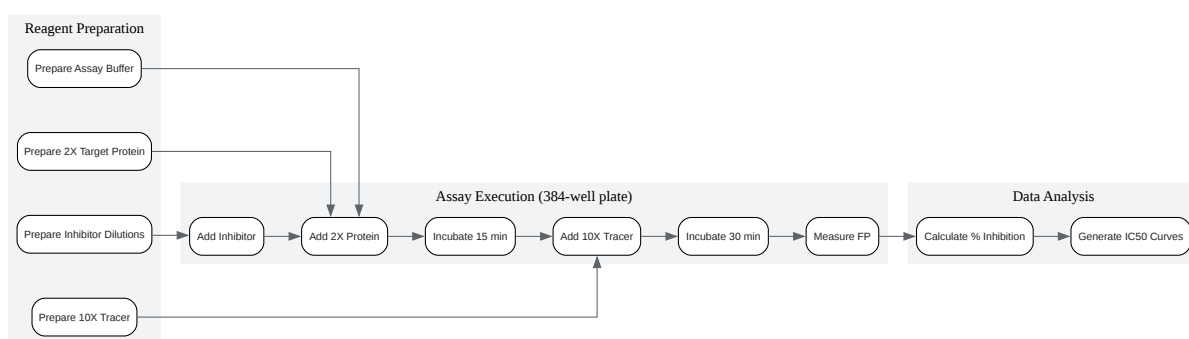 Reagent Preparation
Prepare Assay Buffer
Prepare 2X Target Protein
Prepare Inhibitor Dilutions
Prepare 10X Tracer
Assay Execution (384-well plate)
Add Inhibitor
Add 2X Protein
Incubate 15 min
Add 10X Tracer
Incubate 30 min
Measure FP
Data Analysis
Calculate % Inhibition
Generate IC50 Curves